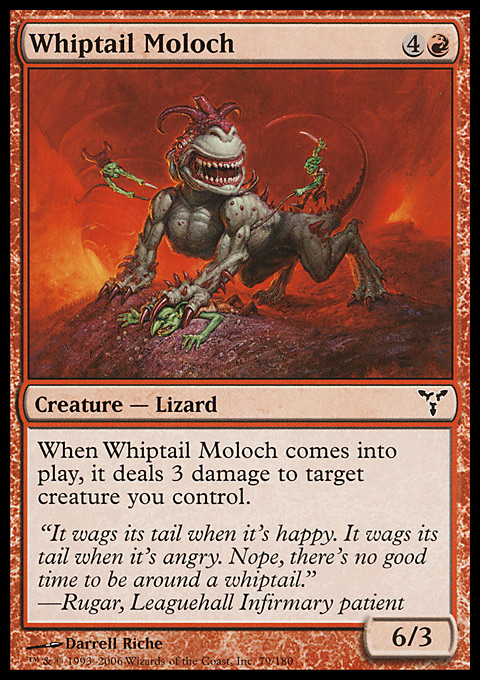 Whiptail Moloch 4
Creature — Lizard
When Whiptail Moloch comes into
play, it deals 3 damage to target
creature you control.
“It wags its tail when it’s happy. It wags its
tail when it’s angry. Nope, there’s no good
time to be around a whiptail.”
—Rugar, Leaguehall Infirmary patient
Darrell Riche
6/3
™ & © 1993-2006 Wizards of the Coast, Inc. 79/180